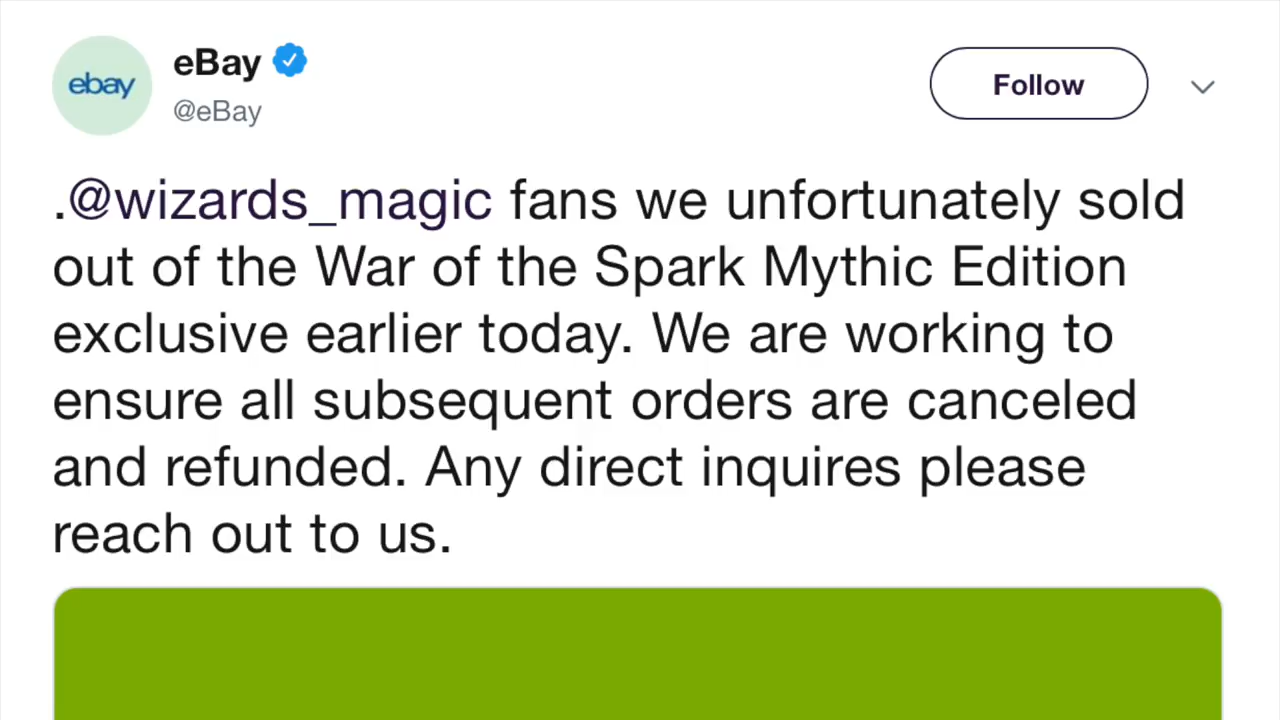 ebay
eBay
@eBay
Follow
.@wizards_magic fans we unfortunately sold
out of the War of the Spark Mythic Edition
exclusive earlier today. We are working to
ensure all subsequent orders are canceled
and refunded. Any direct inquires please
reach out to us.